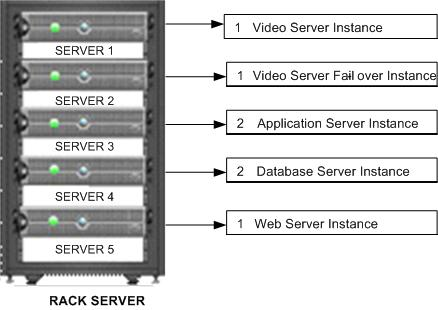 1 Video Server Instance
SERVER 1
1 Video Server Fail over Instance
SERVER 2
2 Application Server Instance
SERVER 3
2 Database Server Instance
SERVER 4
1 Web Server Instance
SERVER 5
RACK SERVER